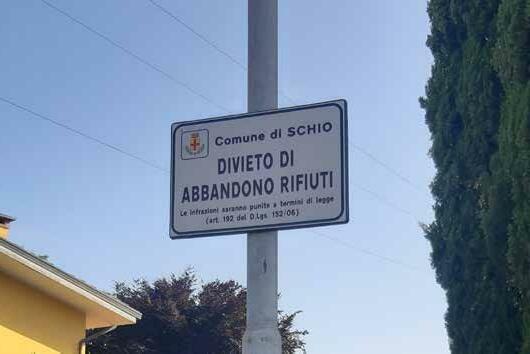 Comune di SCHIO
DIVIETO DI
ABBANDONO RIFIUTI
Le infrazioni saranno punite a termini di legge
(art. 192 del D.Lgs. 152/06)